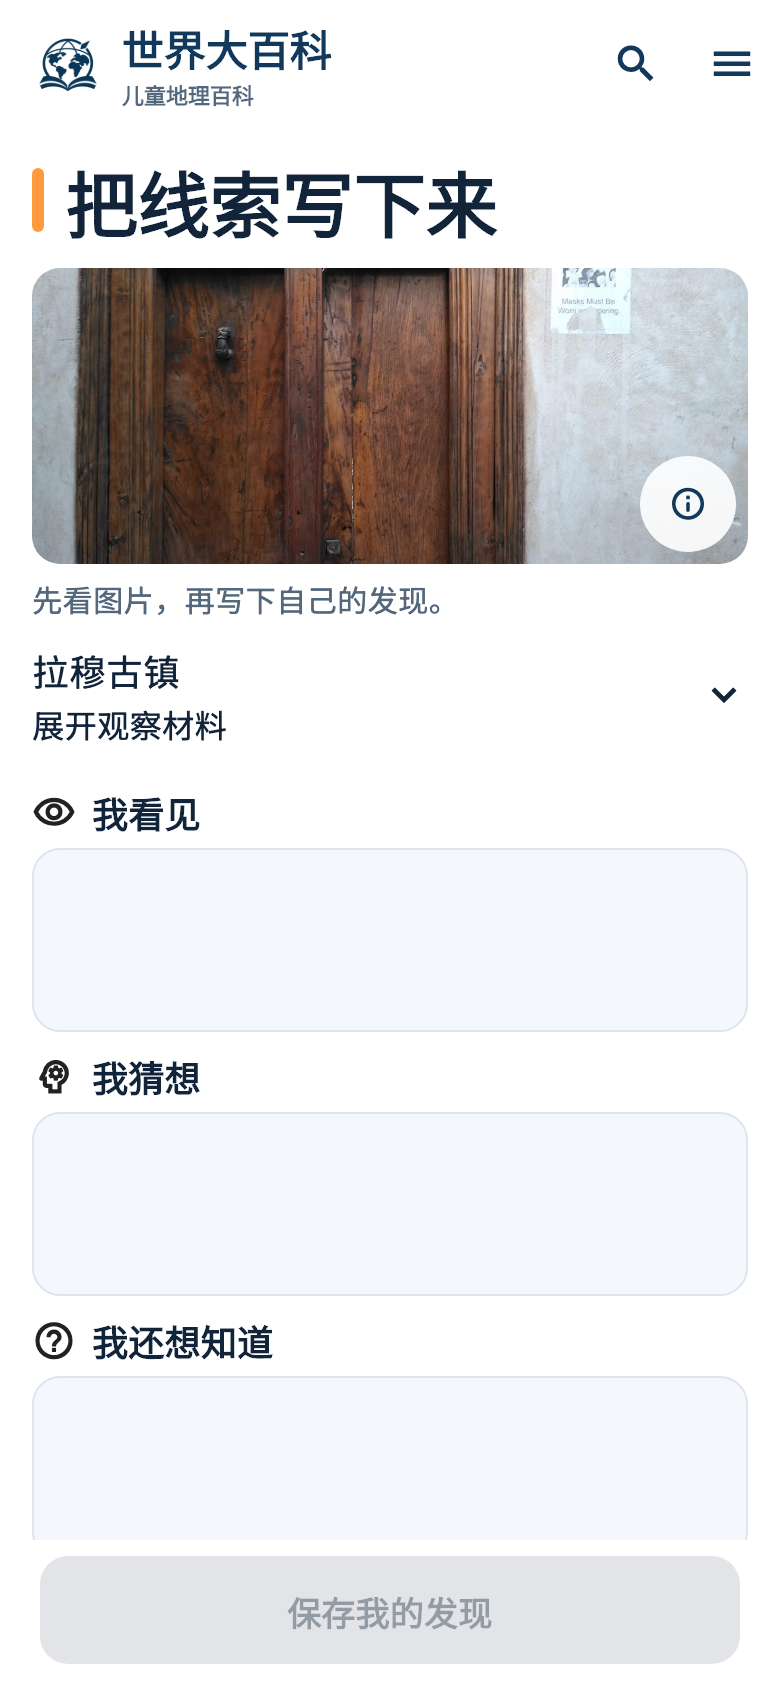 世界大百科
儿童地理百科
把线索写下来
Masks Must Be
先看图片，再写下自己的发现。
拉穆古镇
展开观察材料
我看见
我猜想
我还想知道
保存我的发现